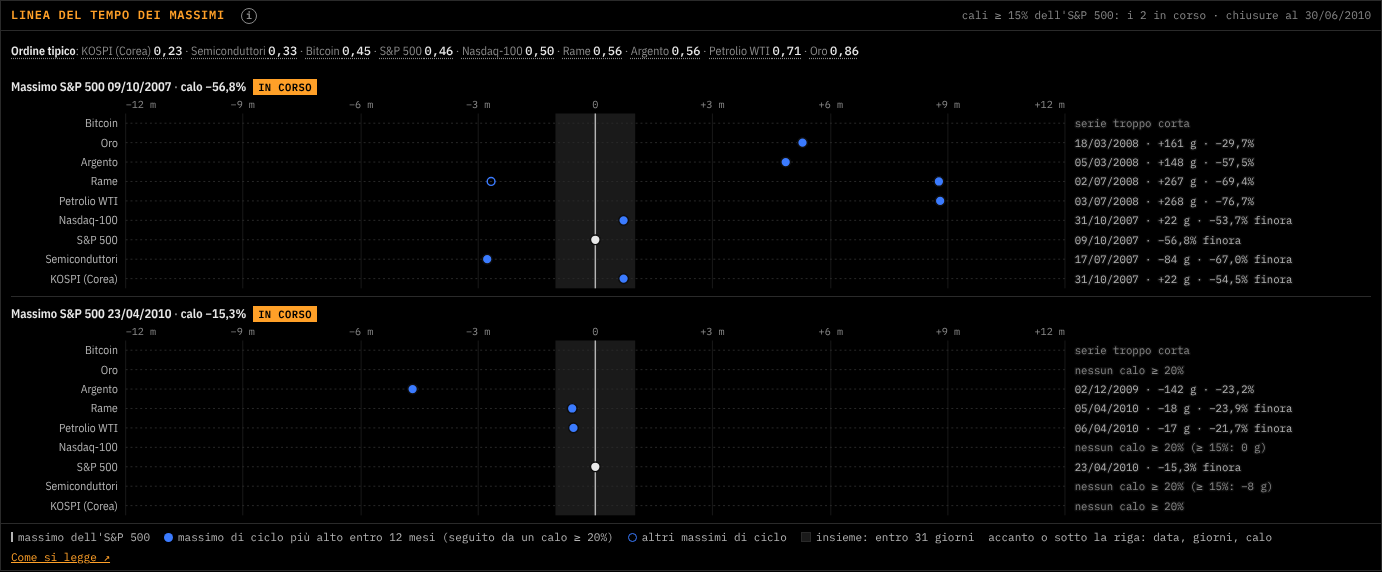 LINEA DEL TEMPO DEI MASSIMI i cali ≥ 15% dell'S&P 500: i 2 in corso · chiusure al 30/06/2010
Ordine tipico: KOSPI (Corea) 0,23 · Semiconduttori 0,33 · Bitcoin 0,45 · S&P 500 0,46 · Nasdaq-100 0,50 · Rame 0,56 · Argento 0,56 · Petrolio WTI 0,71 · Oro 0,86
Massimo S&P 500 09/10/2007 · calo −56,8% IN CORSO
−12 m −9 m −6 m −3 m 0 +3 m +6 m +9 m +12 m
Bitcoin serie troppo corta
Oro 18/03/2008 · +161 g · −29,7%
Argento 05/03/2008 · +148 g · −57,5%
Rame 02/07/2008 · +267 g · −69,4%
Petrolio WTI 03/07/2008 · +268 g · −76,7%
Nasdaq-100 31/10/2007 · +22 g · −53,7% finora
S&P 500 09/10/2007 · −56,8% finora
Semiconduttori 17/07/2007 · −84 g · −67,0% finora
KOSPI (Corea) 31/10/2007 · +22 g · −54,5% finora
Massimo S&P 500 23/04/2010 · calo −15,3% IN CORSO
−12 m −9 m −6 m −3 m 0 +3 m +6 m +9 m +12 m
Bitcoin serie troppo corta
Oro nessun calo ≥ 20%
Argento 02/12/2009 · −142 g · −23,2%
Rame 05/04/2010 · −18 g · −23,9% finora
Petrolio WTI 06/04/2010 · −17 g · −21,7% finora
Nasdaq-100 nessun calo ≥ 20% (≥ 15%: 0 g)
S&P 500 23/04/2010 · −15,3% finora
Semiconduttori nessun calo ≥ 20% (≥ 15%: −8 g)
KOSPI (Corea) nessun calo ≥ 20%
massimo dell'S&P 500 massimo di ciclo più alto entro 12 mesi (seguito da un calo ≥ 20%) altri massimi di ciclo insieme: entro 31 giorni accanto o sotto la riga: data, giorni, calo
Come si legge ↗